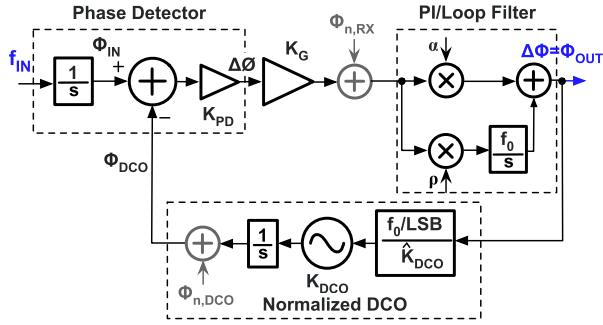 Phase Detector
PI/Loop Filter
f_IN
1/s
Φ_IN
+
+
−
K_PD
ΔØ
K_G
Φ_n,RX
+
α
×
+
ΔΦ=Φ_OUT
×
ρ
f_0/s
Φ_DCO
f_0/LSB
K̂_DCO
K_DCO
1/s
+
Φ_n,DCO
Normalized DCO